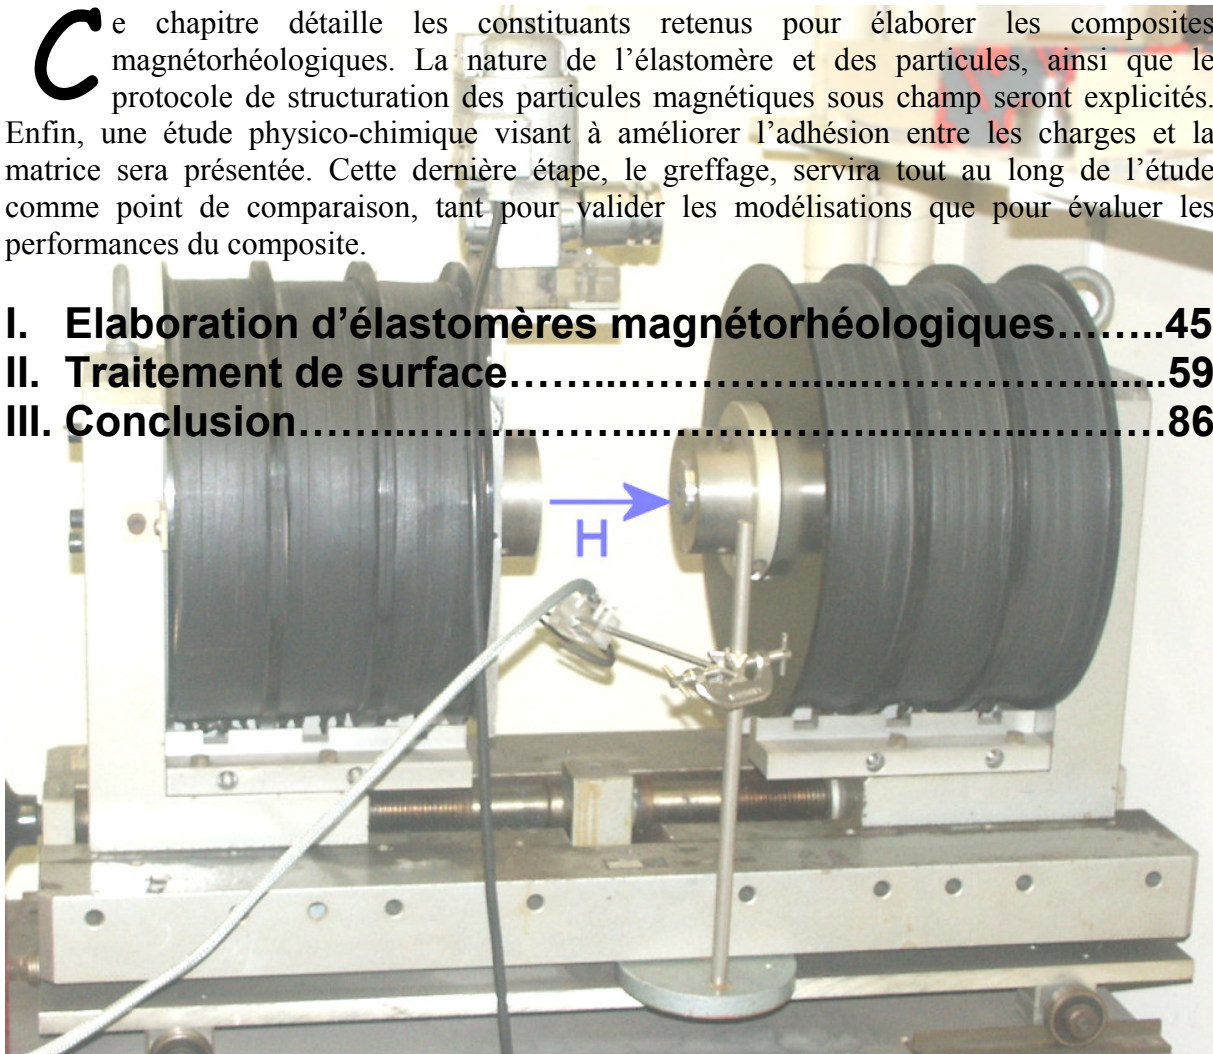 Ce chapitre détaille les constituants retenus pour élaborer les composites
magnétorhéologiques. La nature de l'élastomère et des particules, ainsi que le
protocole de structuration des particules magnétiques sous champ seront explicités.
Enfin, une étude physico-chimique visant à améliorer l'adhésion entre les charges et la
matrice sera présentée. Cette dernière étape, le greffage, servira tout au long de l'étude
comme point de comparaison, tant pour valider les modélisations que pour évaluer les
performances du composite.
I. Elaboration d'élastomères magnétorhéologiques……..45
II. Traitement de surface……...…………......……………......59
III. Conclusion……...……………...……...……........…...………86
H